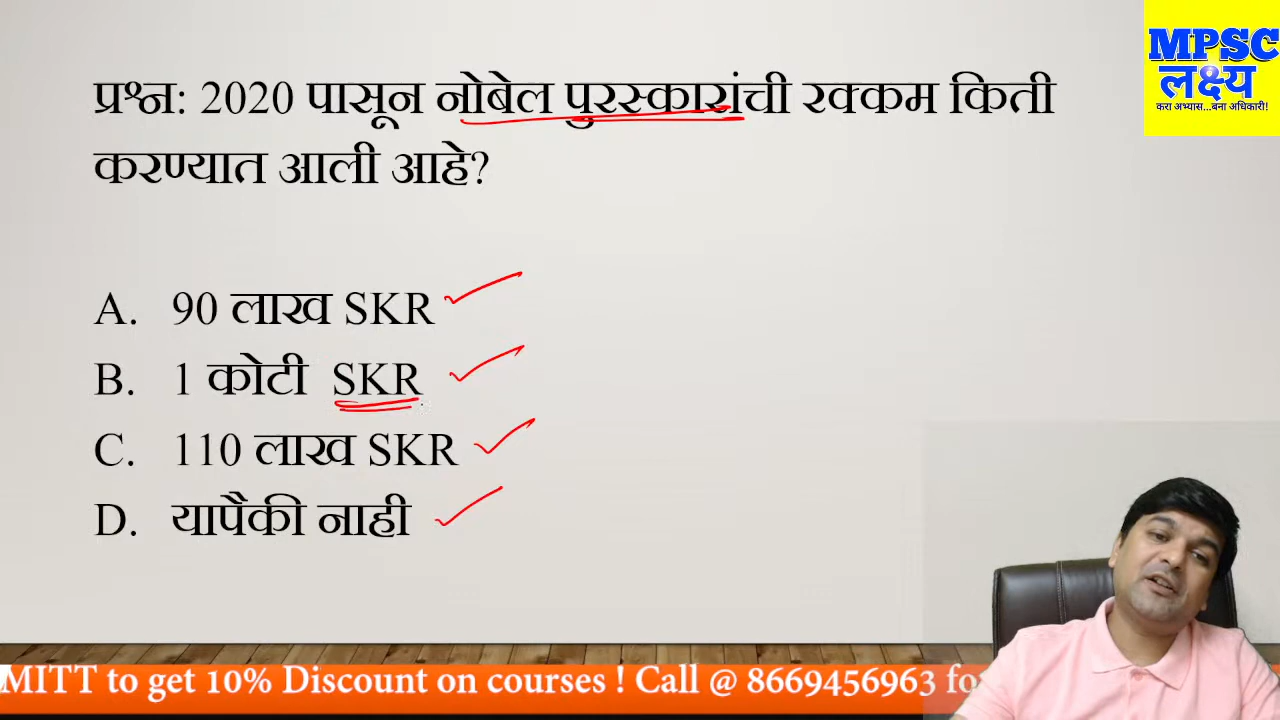 MPSC
लक्ष्य
करा अभ्यास...बना अधिकारी!
प्रश्न: 2020 पासून नोबेल पुरस्कारांची रक्कम किती
करण्यात आली आहे?
A. 90 लाख SKR
B. 1 कोटी SKR
C. 110 लाख SKR
D. यापैकी नाही
MITT to get 10% Discount on courses ! Call @ 8669456963 fo